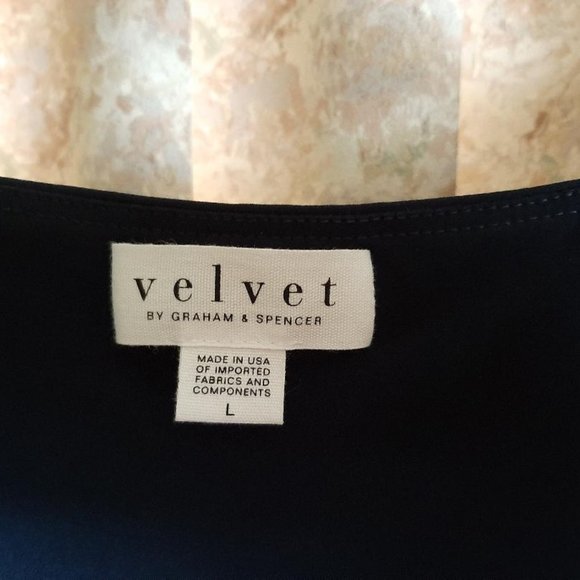 velvet
BY GRAHAM & SPENCER
MADE IN USA
OF IMPORTED
FABRICS AND
COMPONENTS
L